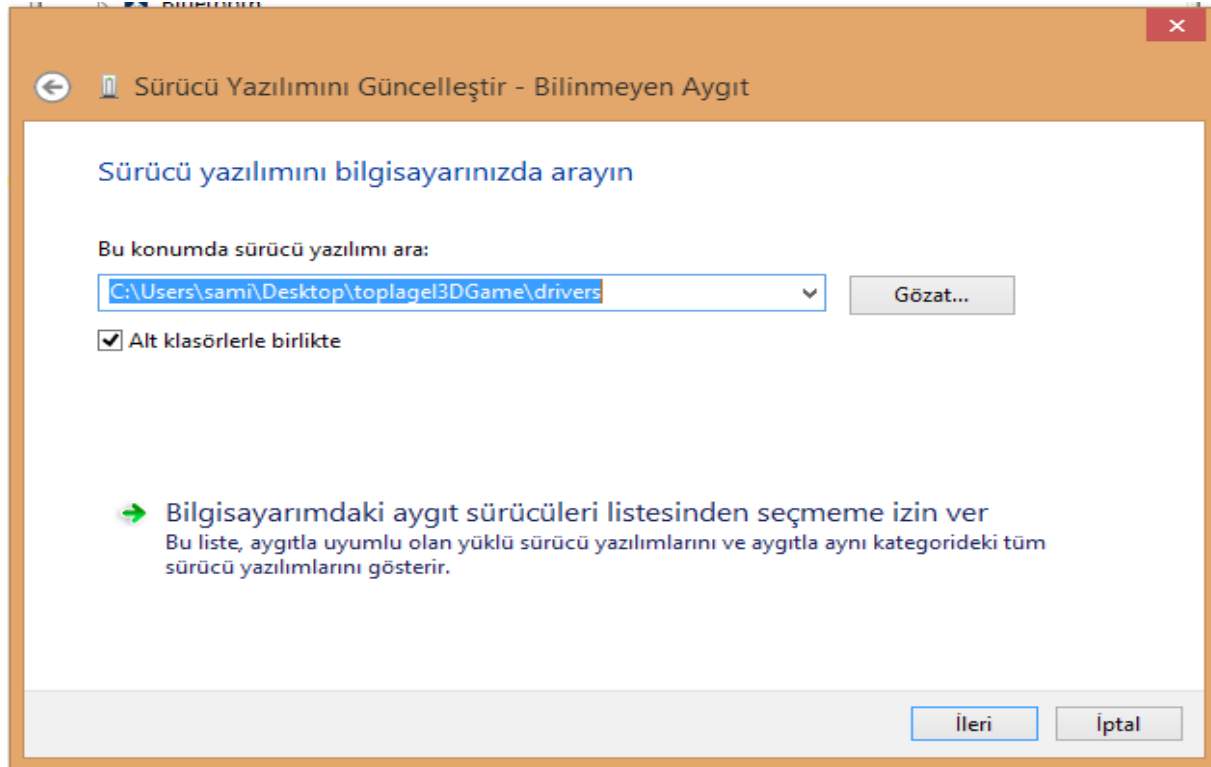 Bluetooth
Sürücü Yazılımını Güncelleştir - Bilinmeyen Aygıt
Sürücü yazılımını bilgisayarınızda arayın
Bu konumda sürücü yazılımı ara:
C:\Users\sami\Desktop\toplagel3DGame\drivers
Gözat...
Alt klasörlerle birlikte
Bilgisayarımdaki aygıt sürücüleri listesinden seçmeme izin ver
Bu liste, aygıtla uyumlu olan yüklü sürücü yazılımlarını ve aygıtla aynı kategorideki tüm
sürücü yazılımlarını gösterir.
İleri
İptal